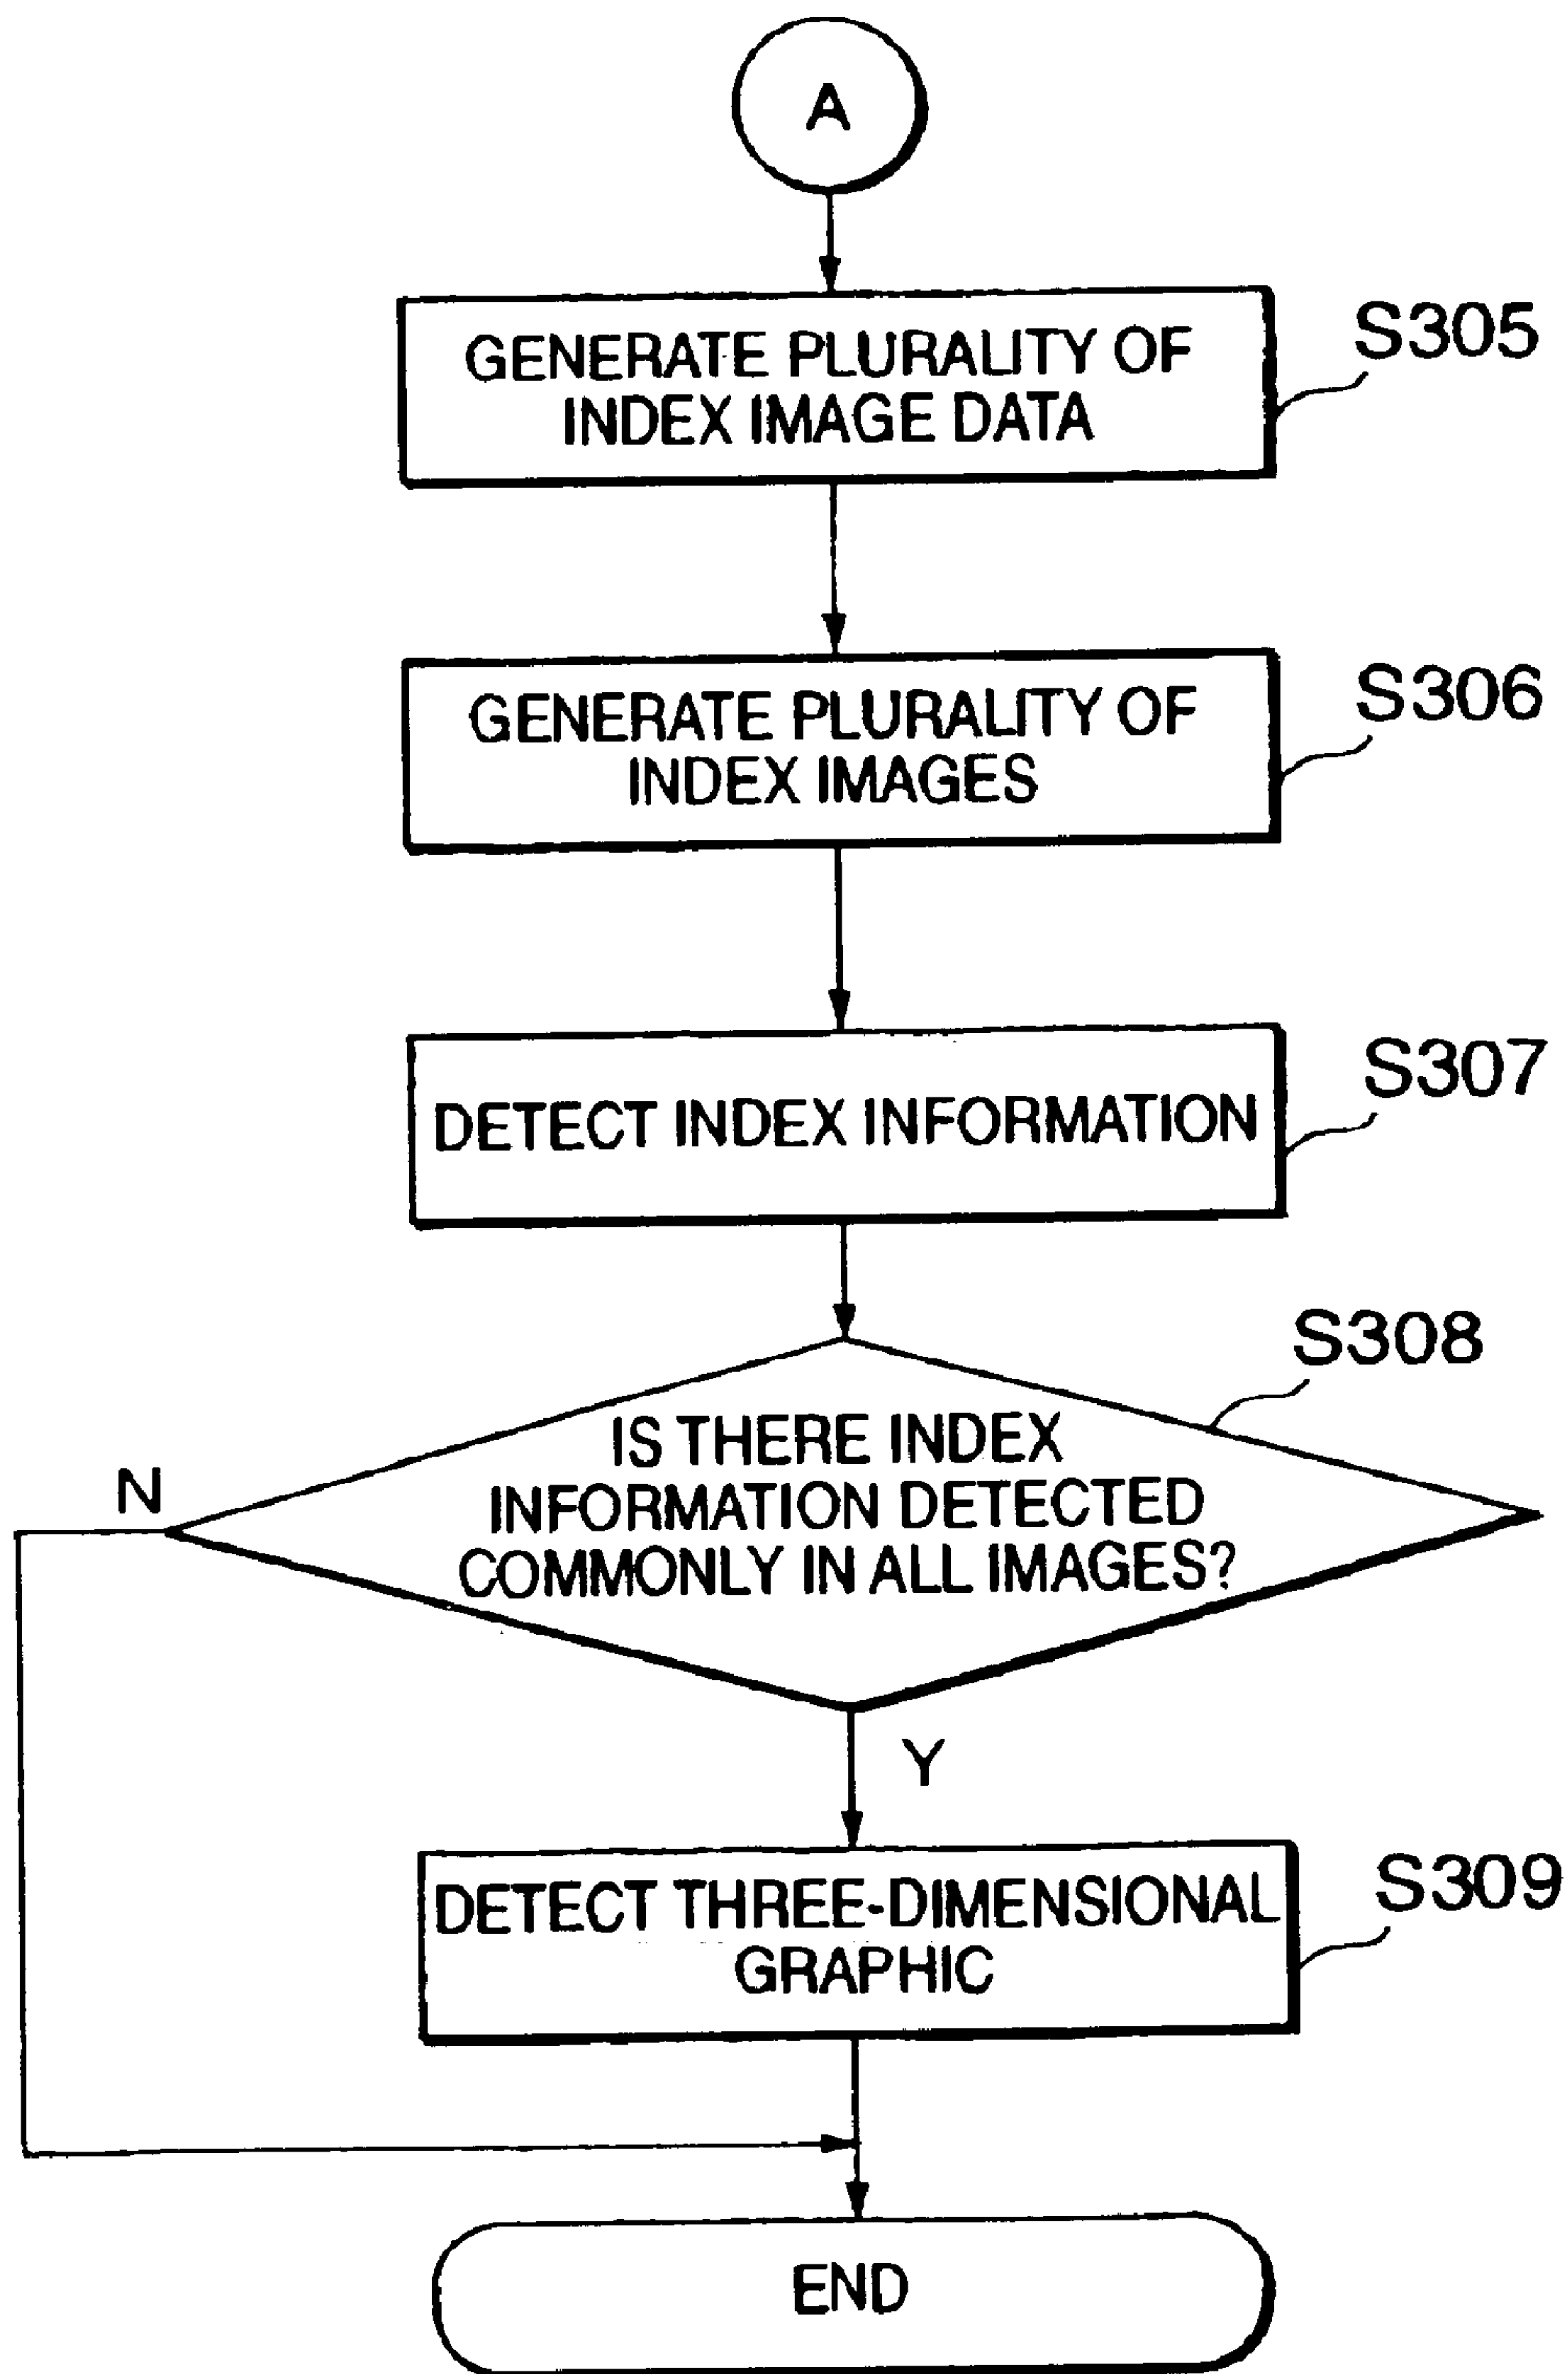 A
GENERATE PLURALITY OF
INDEX IMAGE DATA
S305
GENERATE PLURALITY OF
INDEX IMAGES
S306
DETECT INDEX INFORMATION
S307
S308
IS THERE INDEX
INFORMATION DETECTED
COMMONLY IN ALL IMAGES?
N
Y
DETECT THREE-DIMENSIONAL
GRAPHIC
S309
END